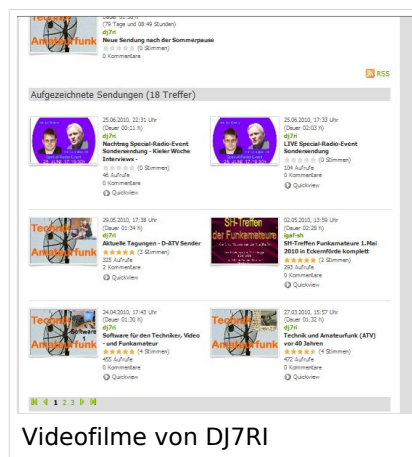 (79 Tage und 08:49 Stunden)
dj7ri
Neue Sendung nach der Sommerpause
(0 Stimmen)
0 Kommentare
RSS
Aufgezeichnete Sendungen (18 Treffer)
25.06.2010, 22:31 Uhr
(Dauer 00:11 h)
dj7ri
Nachtrag Special-Radio-Event
Sondersendung - Kieler Woche
Interviews -
(0 Stimmen)
46 Aufrufe
0 Kommentare
Quickview
25.06.2010, 17:33 Uhr
(Dauer 02:03 h)
dj7ri
LIVE Special-Radio-Event
Sondersendung
(0 Stimmen)
104 Aufrufe
0 Kommentare
Quickview
Technik
Amateurfunk
29.05.2010, 17:38 Uhr
(Dauer 01:34 h)
dj7ri
Aktuelle Tagungen - D-ATV Sender
(3 Stimmen)
325 Aufrufe
2 Kommentare
Quickview
SH-Treffen
der Funkamateure
02.05.2010, 13:59 Uhr
(Dauer 02:28 h)
igaf-sh
SH-Treffen Funkamateure 1.Mai
2010 in Eckernförde komplett
(2 Stimmen)
293 Aufrufe
0 Kommentare
Quickview
Software
24.04.2010, 17:43 Uhr
(Dauer 01:30 h)
dj7ri
Software für den Techniker, Video
- und Funkamateur
(4 Stimmen)
455 Aufrufe
0 Kommentare
Quickview
27.03.2010, 15:57 Uhr
(Dauer 01:32 h)
dj7ri
Technik und Amateurfunk (ATV)
vor 40 Jahren
(4 Stimmen)
472 Aufrufe
0 Kommentare
Quickview
1 2 3
Videofilme von DJ7RI